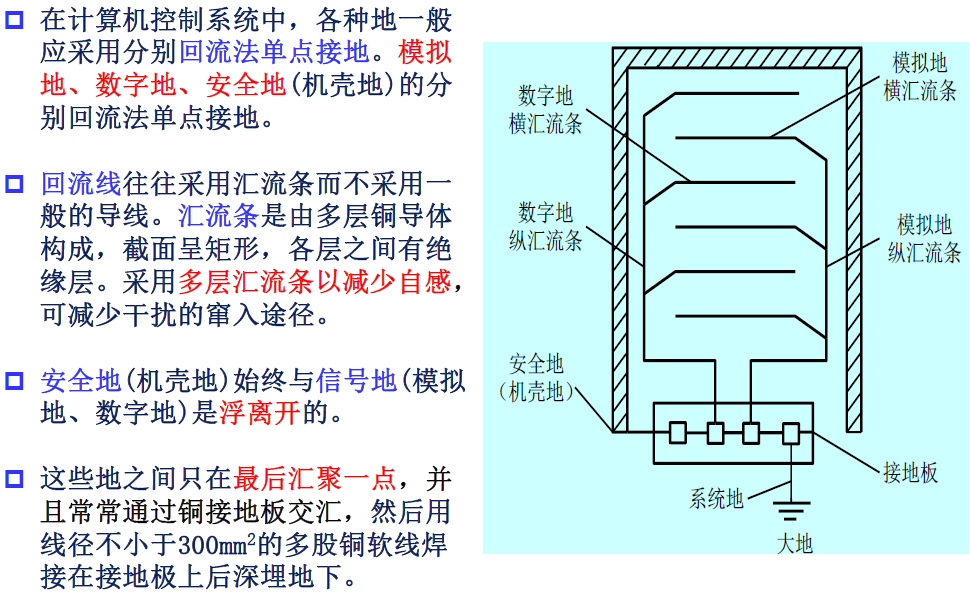 在计算机控制系统中，各种地一般
应采用分别回流法单点接地。模拟
地、数字地、安全地(机壳地)的分
别回流法单点接地。
回流线往往采用汇流条而不采用一
般的导线。汇流条是由多层铜导体
构成，截面呈矩形，各层之间有绝
缘层。采用多层汇流条以减少自感，
可减少干扰的窜入途径。
安全地(机壳地)始终与信号地(模拟
地、数字地)是浮离开的。
这些地之间只在最后汇聚一点，并
且常常通过铜接地板交汇，然后用
线径不小于300mm²的多股铜软线焊
接在接地极上后深埋地下。
数字地
横汇流条
模拟地
横汇流条
数字地
纵汇流条
模拟地
纵汇流条
安全地
（机壳地）
接地板
系统地
大地